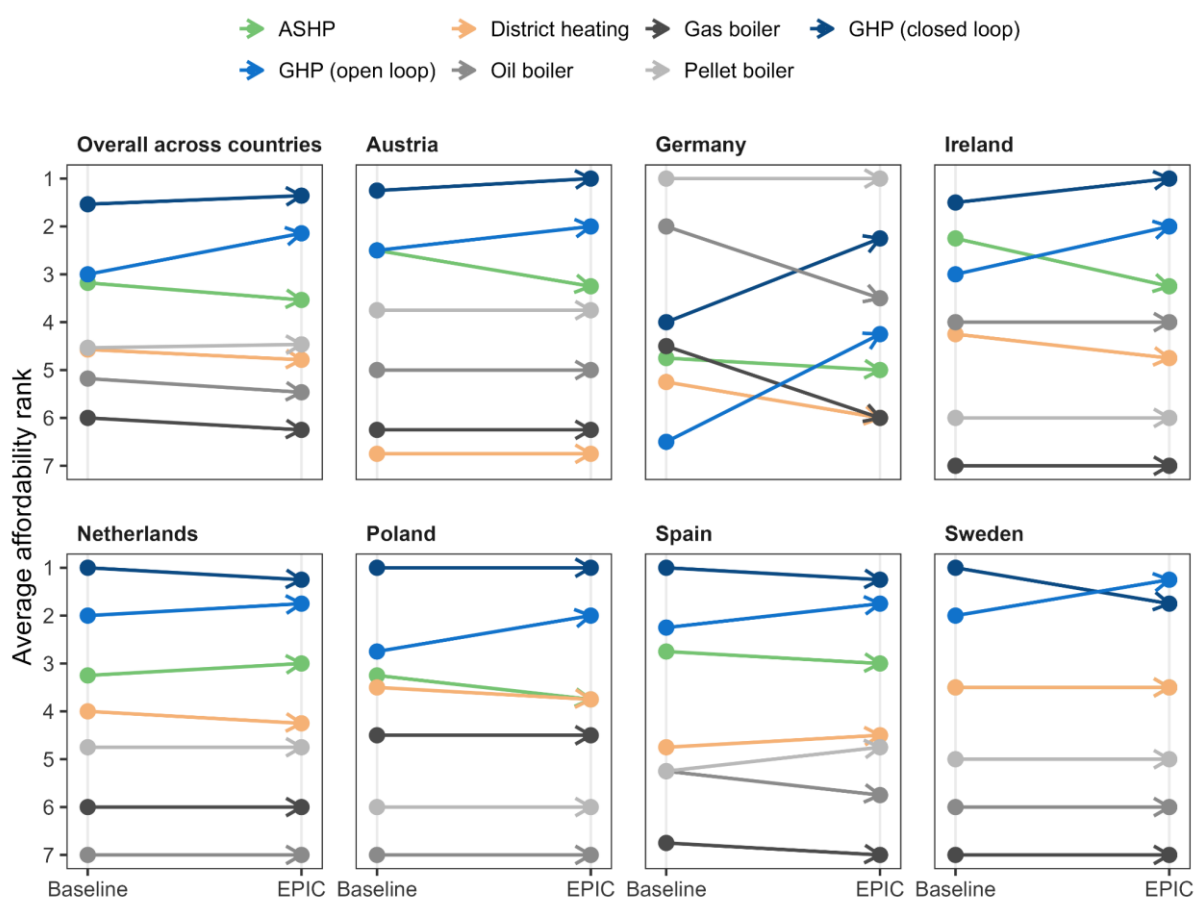 ASHP District heating Gas boiler GHP (closed loop)
GHP (open loop) Oil boiler Pellet boiler
Average affordability rank
Overall across countries Austria Germany Ireland
1
2
3
4
5
6
7
Netherlands Poland Spain Sweden
1
2
3
4
5
6
7
Baseline EPIC Baseline EPIC Baseline EPIC Baseline EPIC